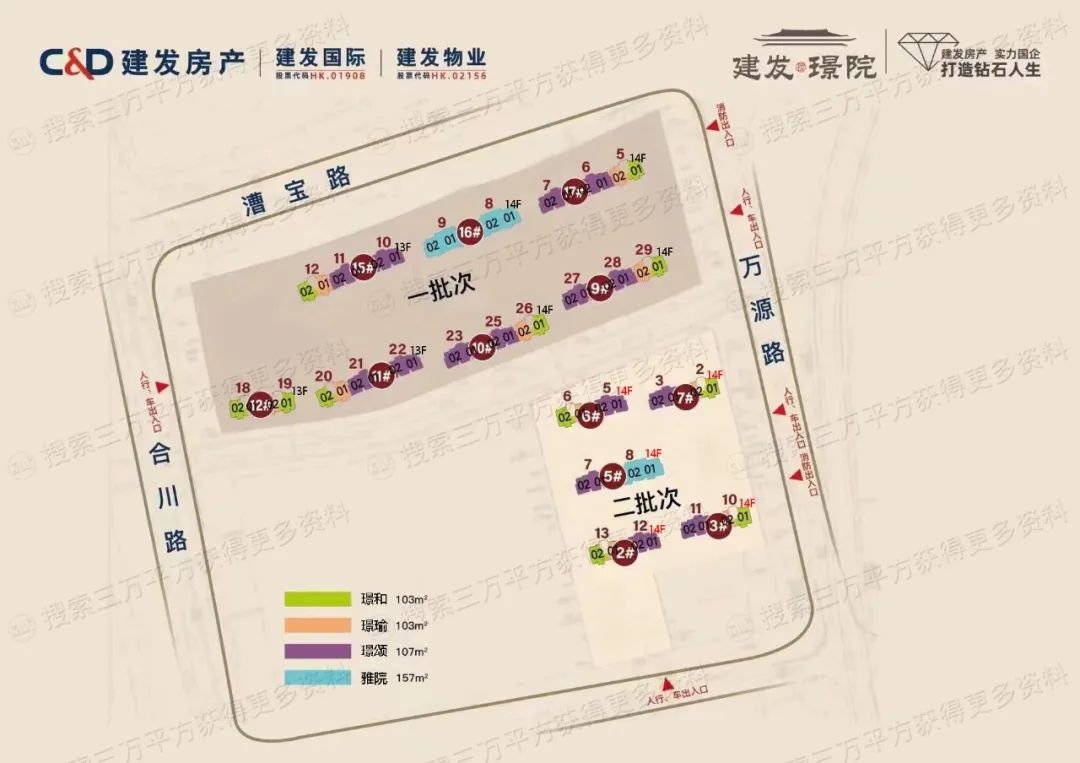 C&D 建发房产
建发国际
股票代码HK.01908
建发物业
股票代码HK.02156
建发 璟院
建发房产 实力国企
打造钻石人生
漕宝路
万源路
合川路
消防出入口
人行、车出入口
人行、车出入口
消防出入口
人行、车出入口
人行、车出入口
一批次
12 11 10 13F
02 01 02 15# 02 01
9 8 14F
02 01 16# 02 01
7 6 5 14F
02 17# 01 02 01
18 19 13F
02 12# 02 01
20 21 22 13F
02 01 02 11# 02 01
23 25 26 14F
02 10# 02 01 02 01
27 28 29 14F
02 9# 01 02 01
二批次
6 5 14F
02 6# 02 01
3 2 14F
02 7# 02 01
7 8 14F
02 5# 02 01
13 12 14F
02 2# 02 01
11 10 14F
02 3# 01
璟和 103m²
璟瑜 103m²
璟颂 107m²
雅院 157m²
搜索三万平方获得更多资料